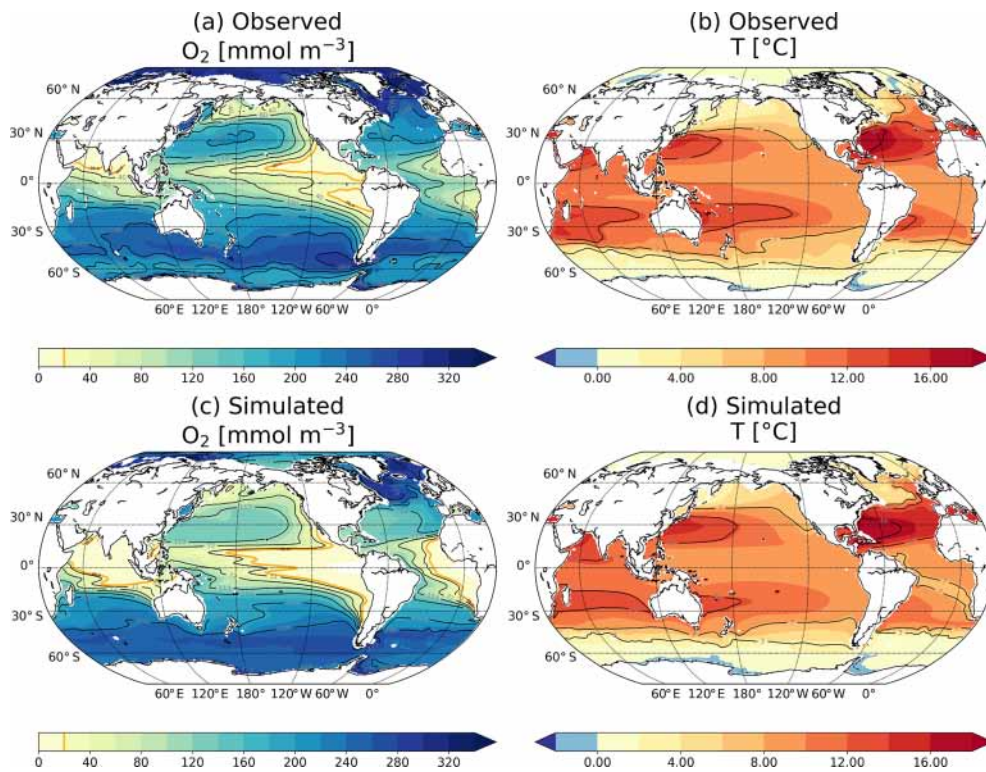 (a) Observed
O₂ [mmol m⁻³]
(b) Observed
T [°C]
60° N
30° N
0°
30° S
60° S
60°E 120°E 180° 120°W 60°W 0°
60° N
30° N
0°
30° S
60° S
60°E 120°E 180° 120°W 60°W 0°
0 40 80 120 160 200 240 280 320
0.00 4.00 8.00 12.00 16.00
(c) Simulated
O₂ [mmol m⁻³]
(d) Simulated
T [°C]
60° N
30° N
0°
30° S
60° S
60°E 120°E 180° 120°W 60°W 0°
60° N
30° N
0°
30° S
60° S
60°E 120°E 180° 120°W 60°W 0°
0 40 80 120 160 200 240 280 320
0.00 4.00 8.00 12.00 16.00